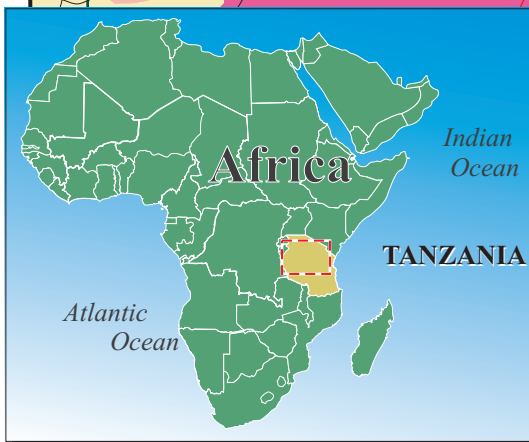 Africa
Indian
Ocean
TANZANIA
Atlantic
Ocean